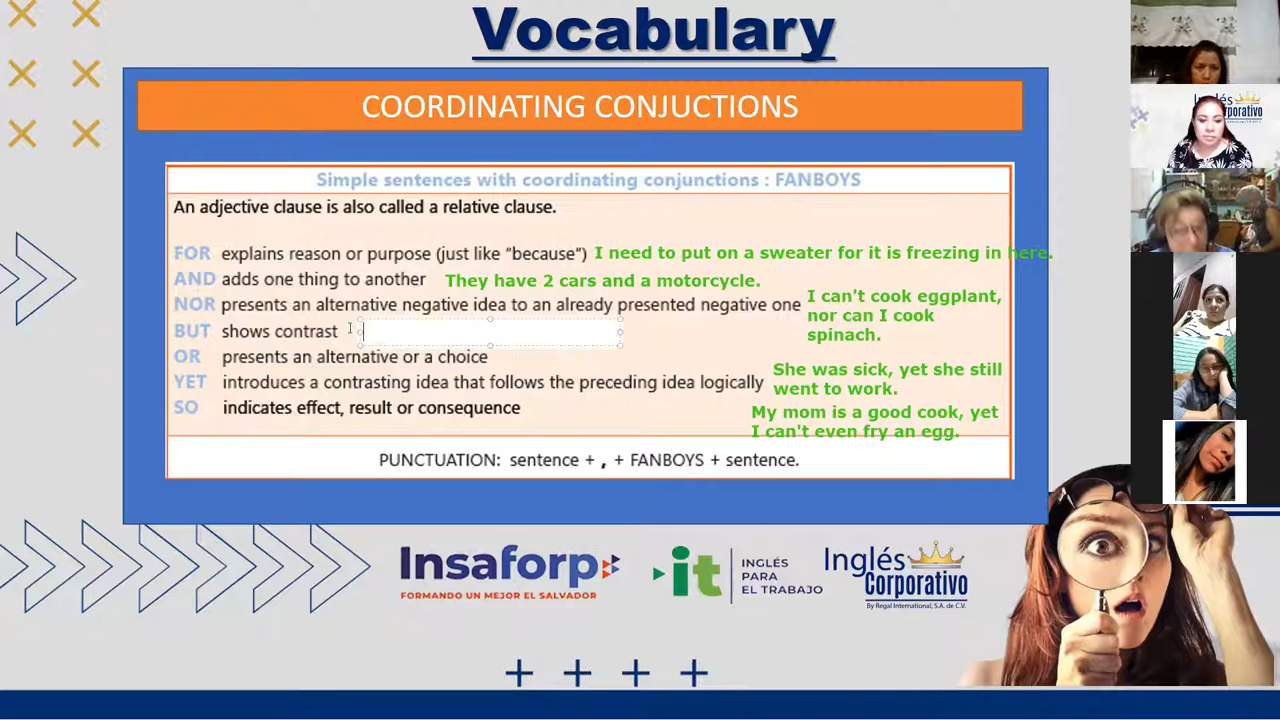 Vocabulary
COORDINATING CONJUCTIONS
Simple sentences with coordinating conjunctions : FANBOYS
An adjective clause is also called a relative clause.
FOR explains reason or purpose (just like "because") I need to put on a sweater for it is freezing in here.
AND adds one thing to another They have 2 cars and a motorcycle.
NOR presents an alternative negative idea to an already presented negative one
I can't cook eggplant,
nor can I cook
spinach.
BUT shows contrast
OR presents an alternative or a choice
YET introduces a contrasting idea that follows the preceding idea logically
She was sick, yet she still
went to work.
SO indicates effect, result or consequence
My mom is a good cook, yet
I can't even fry an egg.
PUNCTUATION: sentence + , + FANBOYS + sentence.
Insaforp
FORMANDO UN MEJOR EL SALVADOR
it
INGLÉS
PARA
EL TRABAJO
Inglés
Corporativo
By Regal International, S.A. de C.V.
Inglés